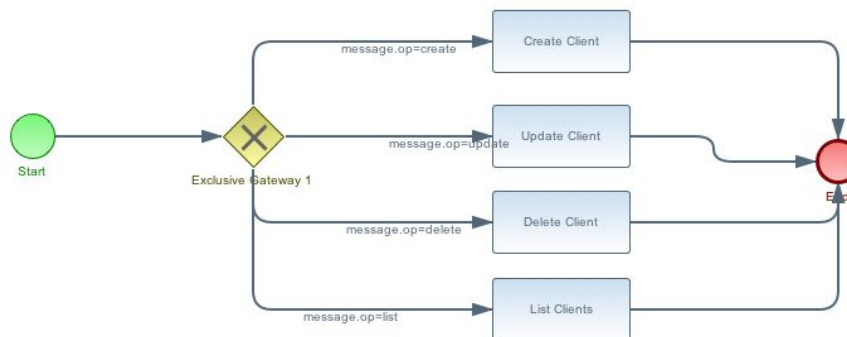 Create Client
message.op=create
Update Client
message.op=update
Start
Exclusive Gateway 1
Delete Client
message.op=delete
List Clients
message.op=list